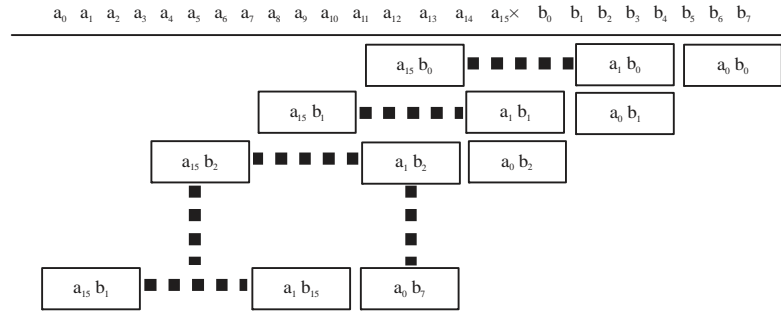 a₀ a₁ a₂ a₃ a₄ a₅ a₆ a₇ a₈ a₉ a₁₀ a₁₁ a₁₂ a₁₃ a₁₄ a₁₅× b₀ b₁ b₂ b₃ b₄ b₅ b₆ b₇
a₁₅ b₀ a₁ b₀ a₀ b₀
a₁₅ b₁ a₁ b₁ a₀ b₁
a₁₅ b₂ a₁ b₂ a₀ b₂
a₁₅ b₁ a₁ b₁₅ a₀ b₇